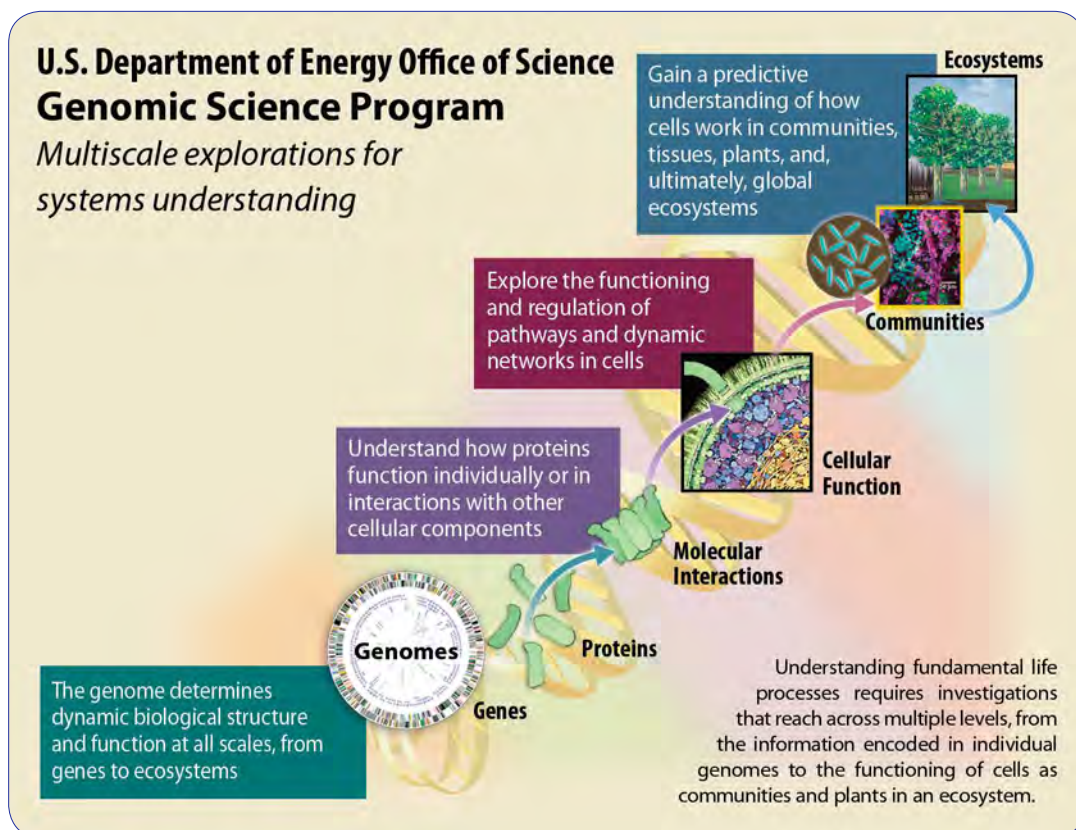 U.S. Department of Energy Office of Science
Genomic Science Program
Multiscale explorations for
systems understanding
Gain a predictive
understanding of how
cells work in communities,
tissues, plants, and,
ultimately, global
ecosystems
Ecosystems
Explore the functioning
and regulation of
pathways and dynamic
networks in cells
Communities
Understand how proteins
function individually or in
interactions with other
cellular components
Cellular
Function
Molecular
Interactions
Genomes
Proteins
Genes
The genome determines
dynamic biological structure
and function at all scales, from
genes to ecosystems
Understanding fundamental life
processes requires investigations
that reach across multiple levels, from
the information encoded in individual
genomes to the functioning of cells as
communities and plants in an ecosystem.